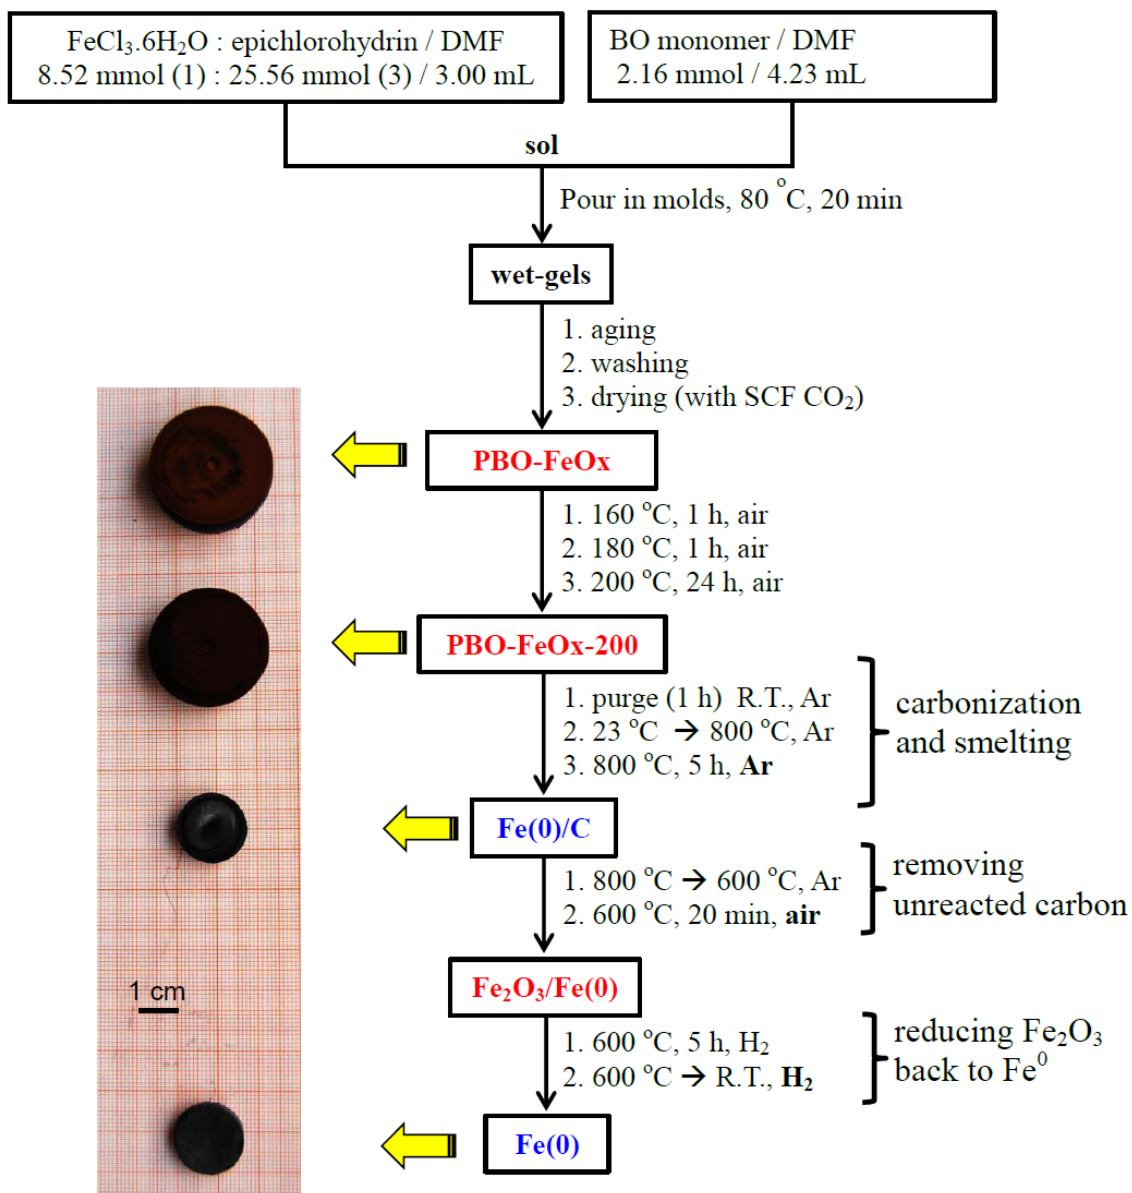 FeCl₃.6H₂O : epichlorohydrin / DMF
8.52 mmol (1) : 25.56 mmol (3) / 3.00 mL
BO monomer / DMF
2.16 mmol / 4.23 mL
sol
Pour in molds, 80 °C, 20 min
wet-gels
1. aging
2. washing
3. drying (with SCF CO₂)
PBO-FeOx
1. 160 °C, 1 h, air
2. 180 °C, 1 h, air
3. 200 °C, 24 h, air
PBO-FeOx-200
1. purge (1 h) R.T., Ar
2. 23 °C → 800 °C, Ar
3. 800 °C, 5 h, Ar
carbonization
and smelting
Fe(0)/C
1. 800 °C → 600 °C, Ar
2. 600 °C, 20 min, air
removing
unreacted carbon
Fe₂O₃/Fe(0)
1 cm
1. 600 °C, 5 h, H₂
2. 600 °C → R.T., H₂
reducing Fe₂O₃
back to Fe⁰
Fe(0)